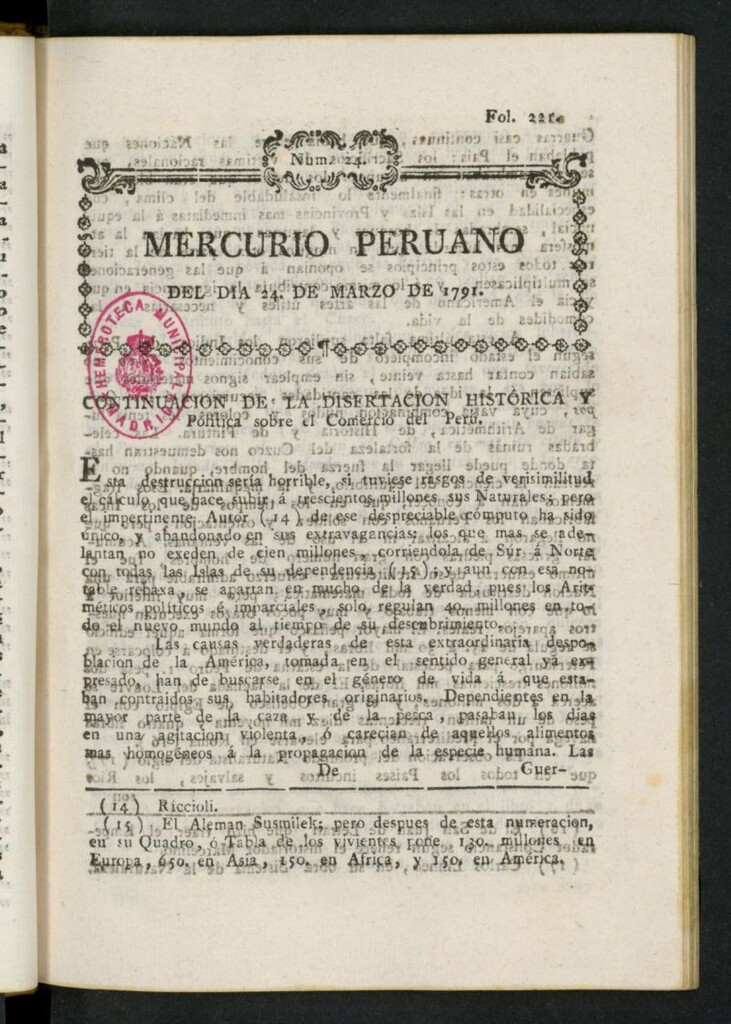 Fol. 221.
Num. 24.
MERCURIO PERUANO
DEL DIA 24. DE MARZO DE 1791.
HEMEROTECA MUNICIPAL
MADRID
CONTINUACION DE LA DISERTACION HISTÓRICA Y
Política sobre el Comercio del Perú.
Esta destruccion sería horrible, si tuviese rasgos de verisimilitud
el cálculo que hace subir á trescientos millones sus Naturales; pero
el impertinente Autor (14) de ese despreciable cómputo ha sido
único, y abandonado en sus extravagancias: los que mas se ade-
lantan no exeden de cien millones, corriendola de Sur á Norte
con todas las Islas de su dependencia (15); y aun con esa no-
table rebaxa, se apartan en mucho de la verdad, pues los Arit-
méticos políticos é imparciales, solo regulan 40. millones en to-
do el nuevo mundo al tiempo de su descubrimiento.
Las causas verdaderas de esta extraordinaria despo-
blacion de la América, tomada en el sentido general yá ex-
presado, han de buscarse en el género de vida á que esta-
ban contraidos sus habitadores originarios. Dependientes en la
mayor parte de la caza y de la pesca, pasaban los dias
en una agitacion violenta, ó carecian de aquellos alimentos
mas homogéneos á la propagacion de la especie humana. Las
De Guer-
(14) Riccioli.
(15) El Aleman Susmilek; pero despues de esta numeracion,
en su Quadro, ó Tabla de los vivientes pone 130. millones en
Europa, 650. en Asia, 150. en Africa, y 150. en América.